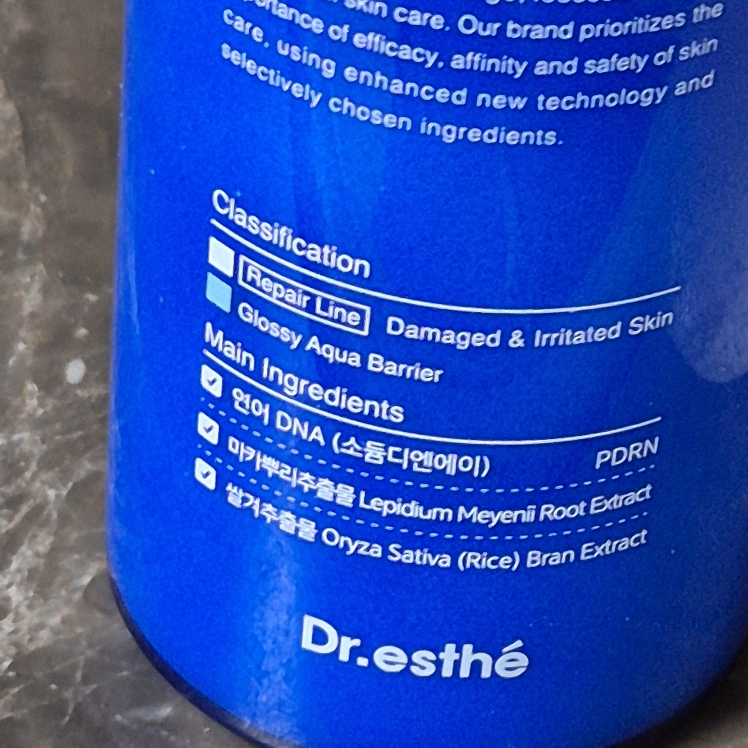 skin care. Our brand prioritizes the
importance of efficacy, affinity and safety of skin
care, using enhanced new technology and
selectively chosen ingredients.
Classification
Repair Line Damaged & Irritated Skin
Glossy Aqua Barrier
Main Ingredients
연어 DNA (소듐디엔에이) PDRN
마카뿌리추출물 Lepidium Meyenii Root Extract
쌀겨추출물 Oryza Sativa (Rice) Bran Extract
Dr.esthé